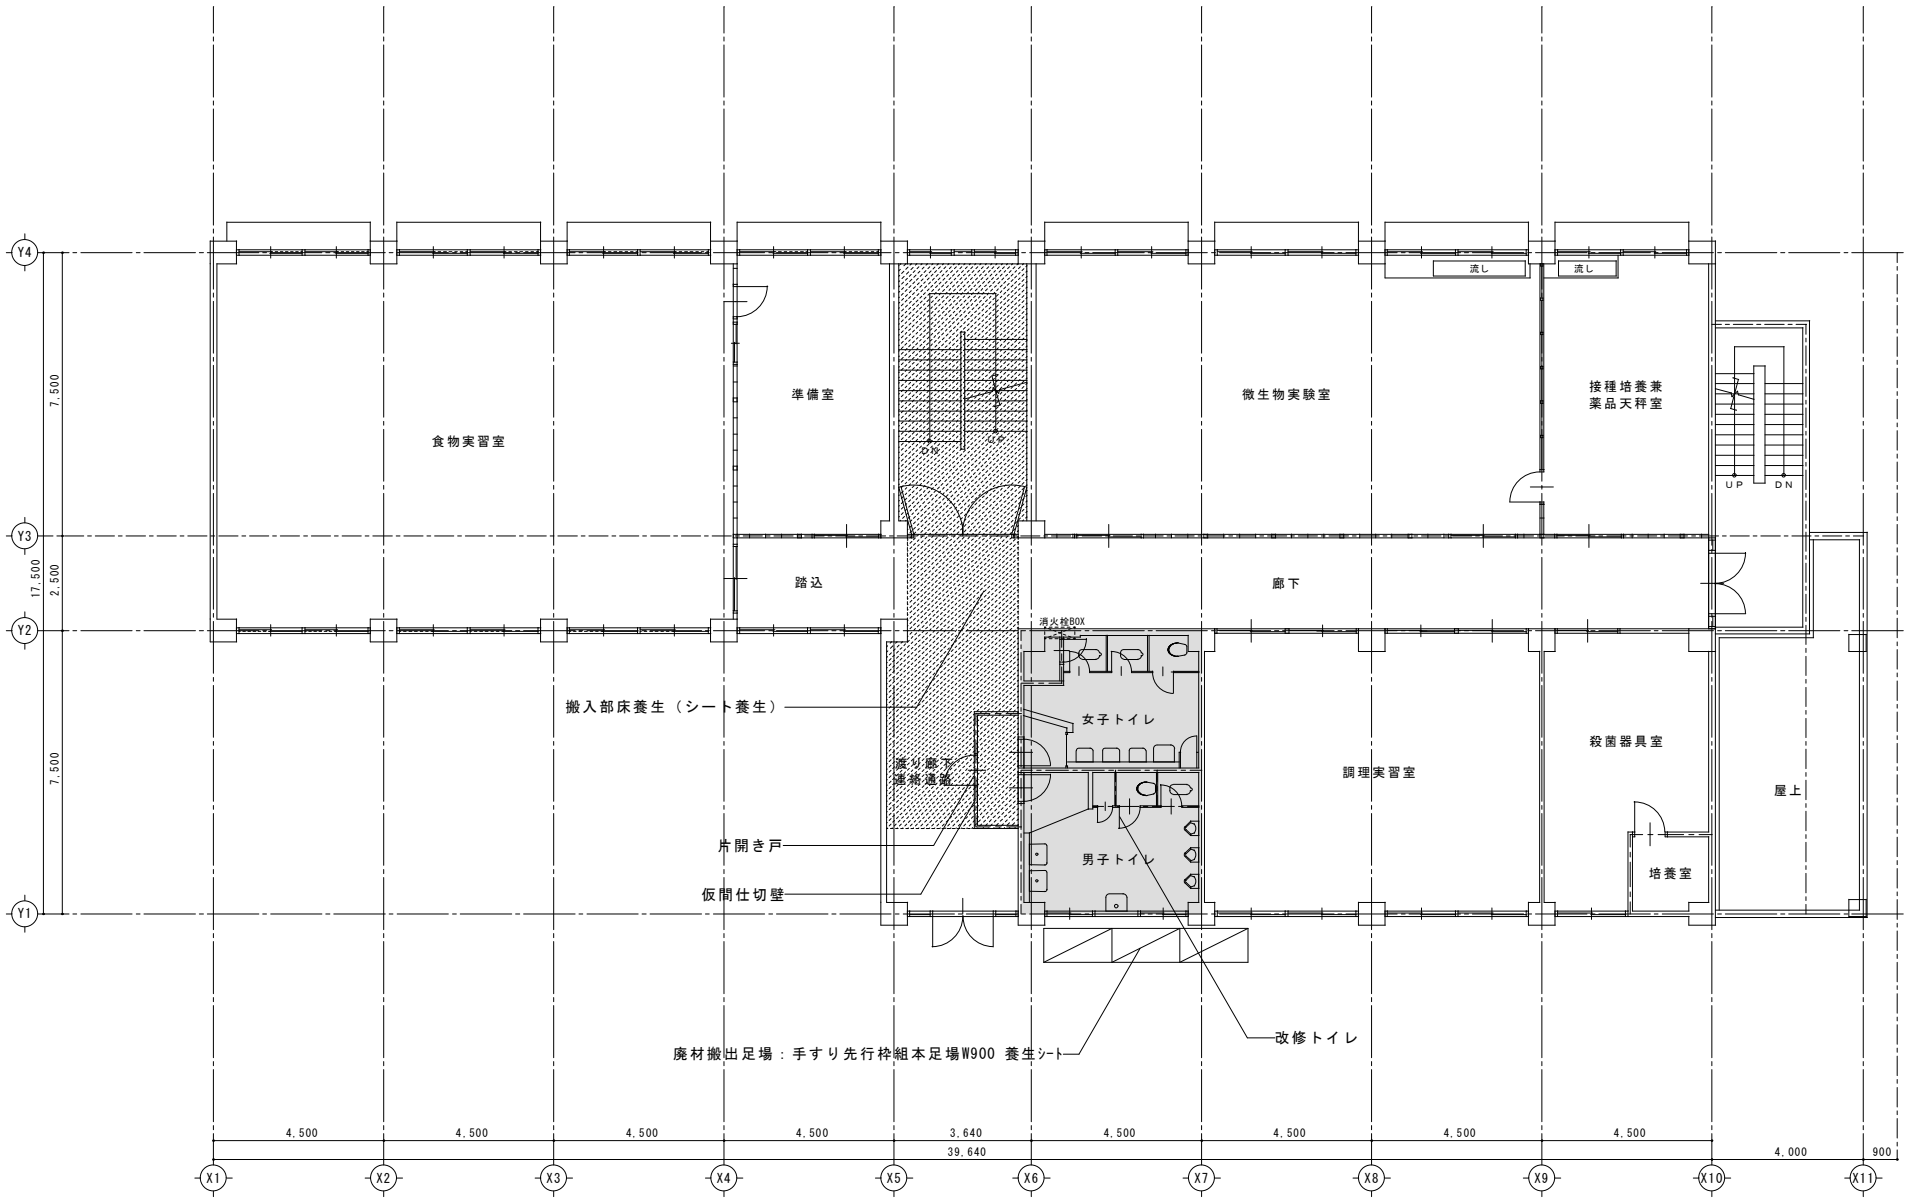 Y4
流し
流し
7,500
準備室
微生物実験室
接種培養兼
薬品天秤室
食物実習室
UP
DN
UP
DN
Y3
17,500
2,500
踏込
廊下
Y2
消火栓BOX
搬入部床養生（シート養生）
女子トイレ
殺菌器具室
7,500
渡り廊下
連絡通路
調理実習室
屋上
片開き戸
男子トイレ
培養室
仮間仕切壁
Y1
改修トイレ
廃材搬出足場：手すり先行枠組本足場W900 養生シート
4,500
4,500
4,500
4,500
3,640
4,500
4,500
4,500
4,500
39,640
4,000
900
X1
X2
X3
X4
X5
X6
X7
X8
X9
X10
X11